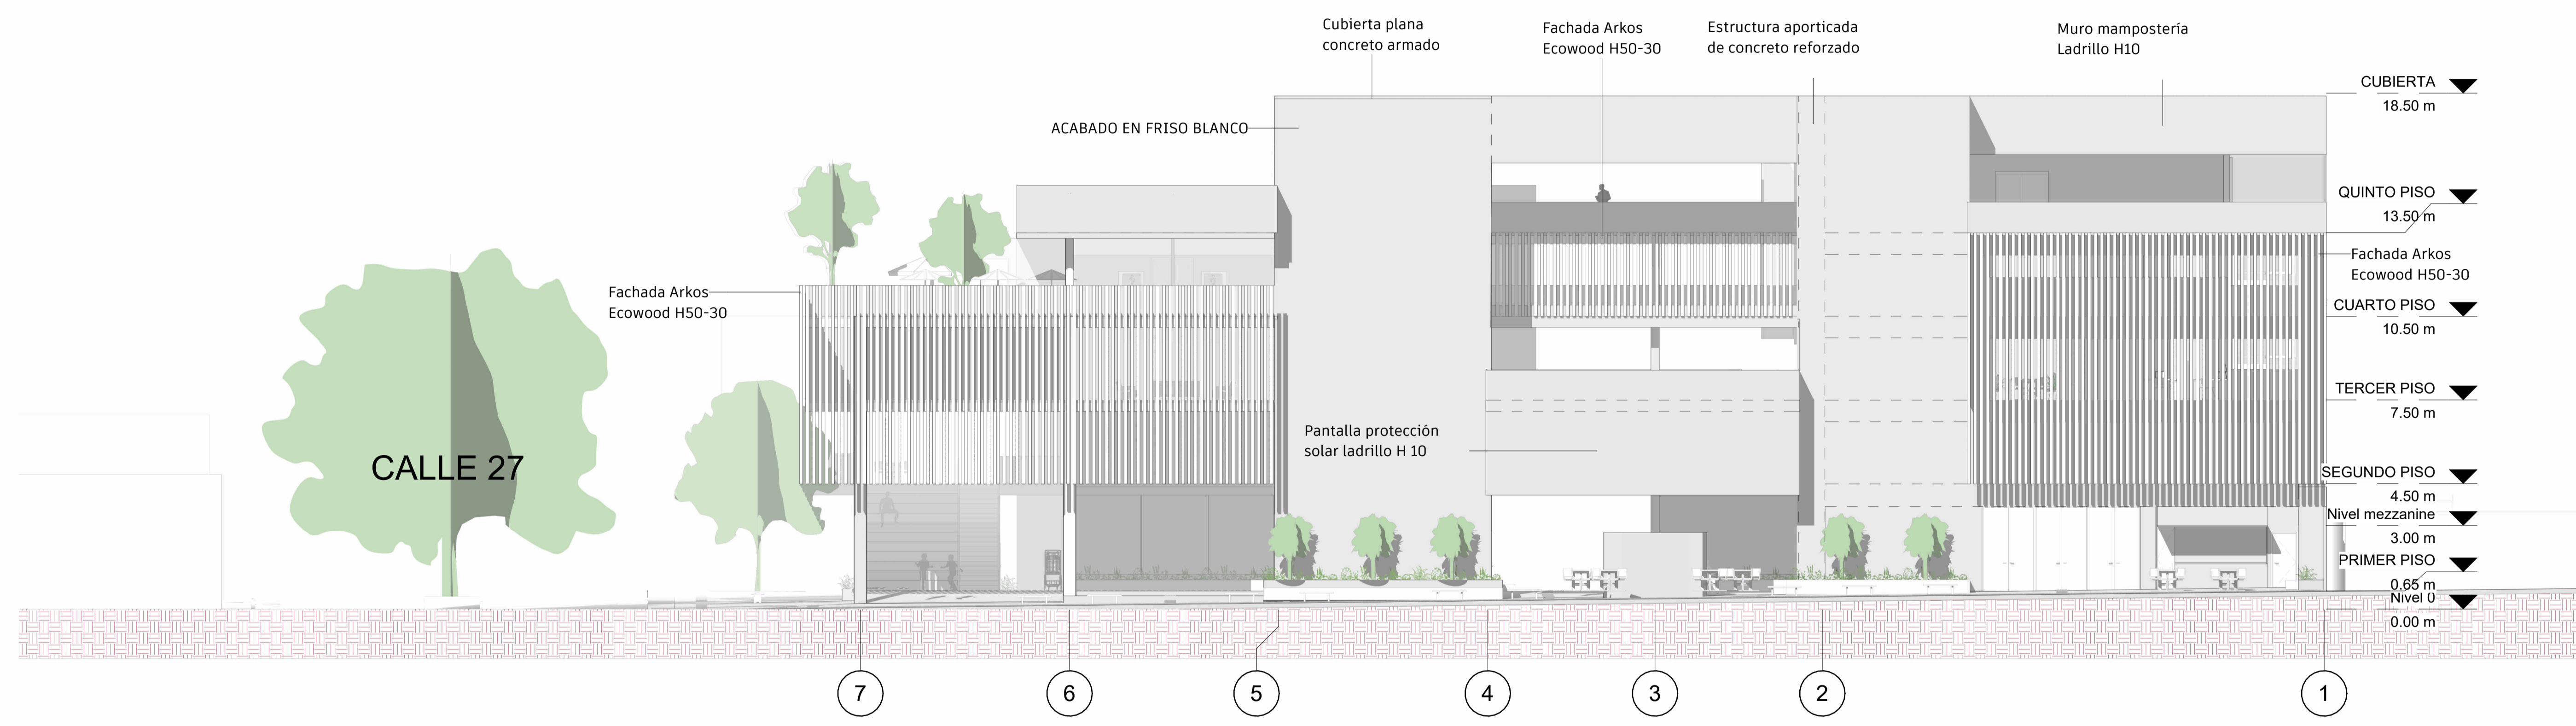 Cubierta plana
concreto armado
Fachada Arkos
Ecowood H50-30
Estructura aporticada
de concreto reforzado
Muro mampostería
Ladrillo H10
CUBIERTA
18.50 m
ACABADO EN FRISO BLANCO
QUINTO PISO
13.50 m
Fachada Arkos
Ecowood H50-30
Fachada Arkos
Ecowood H50-30
CUARTO PISO
10.50 m
TERCER PISO
7.50 m
Pantalla protección
solar ladrillo H 10
CALLE 27
SEGUNDO PISO
4.50 m
Nivel mezzanine
3.00 m
PRIMER PISO
0.65 m
Nivel 0
0.00 m
7
6
5
4
3
2
1